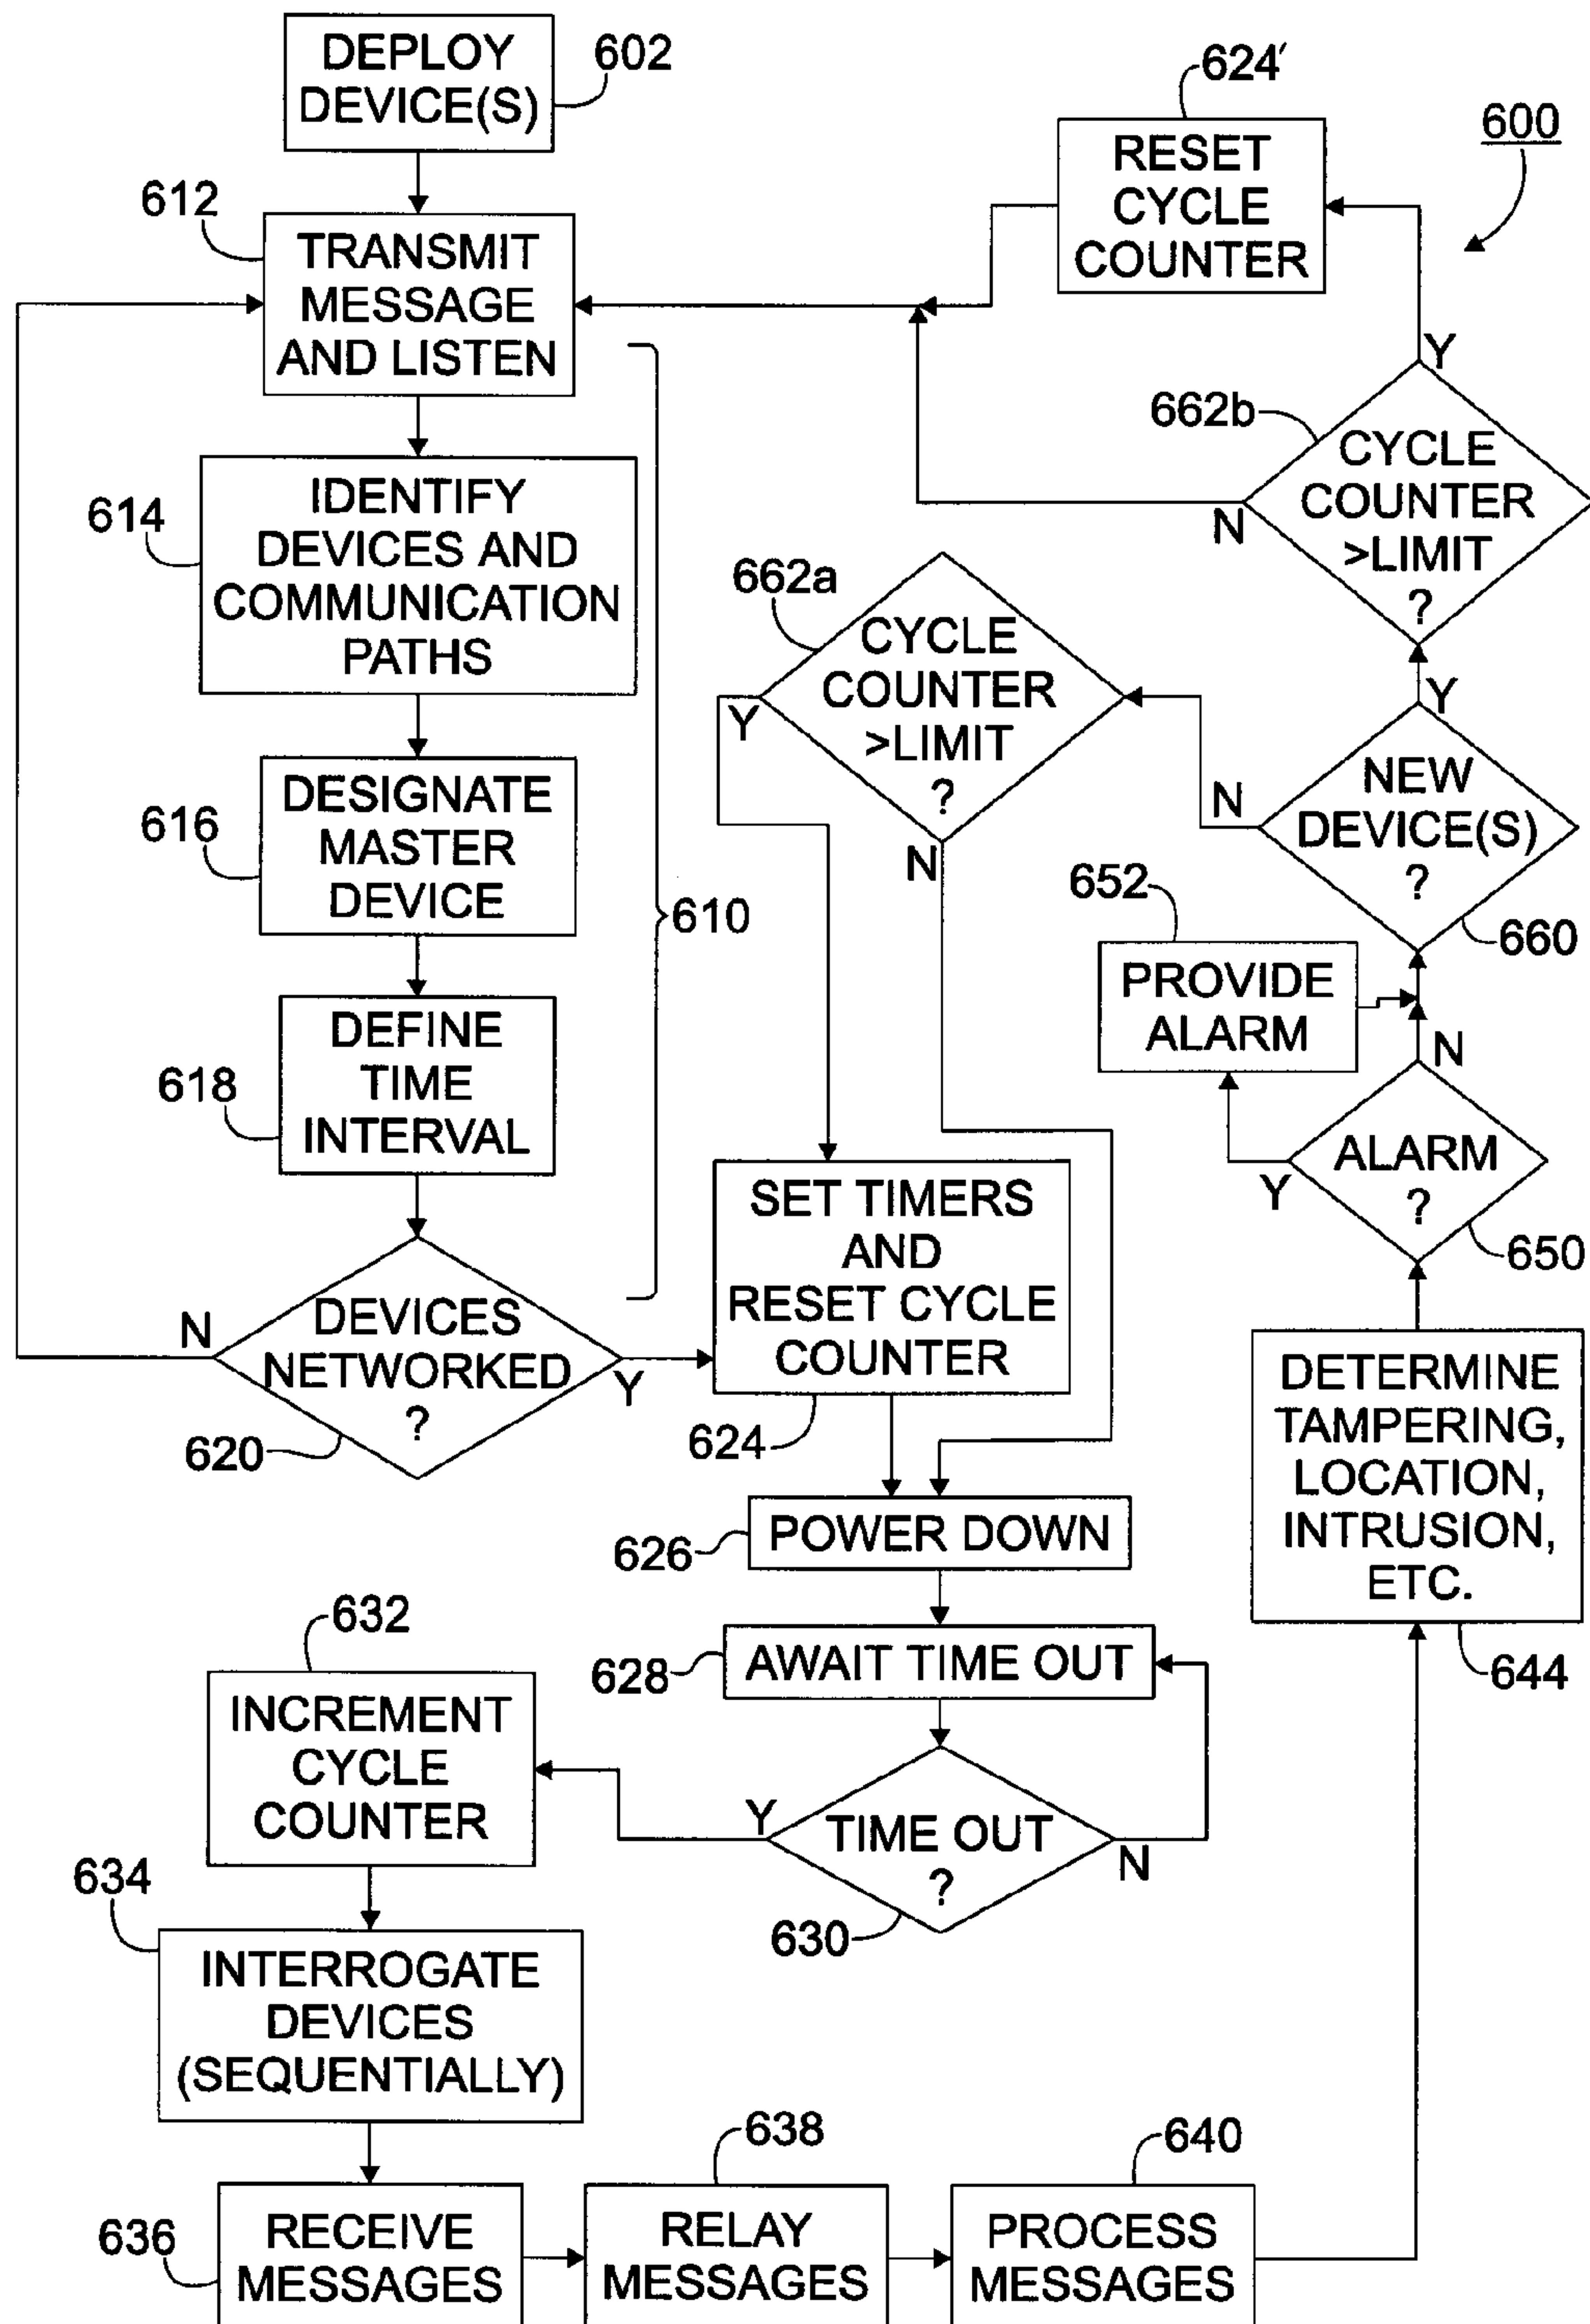 DEPLOY
DEVICE(S)
602
612
TRANSMIT
MESSAGE
AND LISTEN
614
IDENTIFY
DEVICES AND
COMMUNICATION
PATHS
616
DESIGNATE
MASTER
DEVICE
610
618
DEFINE
TIME
INTERVAL
DEVICES
NETWORKED
?
N
Y
620
624′
RESET
CYCLE
COUNTER
600
Y
662b
CYCLE
COUNTER
>LIMIT
?
N
662a
CYCLE
COUNTER
>LIMIT
?
Y
N
Y
NEW
DEVICE(S)
?
N
660
652
PROVIDE
ALARM
N
ALARM
?
Y
650
SET TIMERS
AND
RESET CYCLE
COUNTER
624
DETERMINE
TAMPERING,
LOCATION,
INTRUSION,
ETC.
644
626
POWER DOWN
628
AWAIT TIME OUT
TIME OUT
?
Y
N
630
632
INCREMENT
CYCLE
COUNTER
634
INTERROGATE
DEVICES
(SEQUENTIALLY)
636
RECEIVE
MESSAGES
638
RELAY
MESSAGES
640
PROCESS
MESSAGES